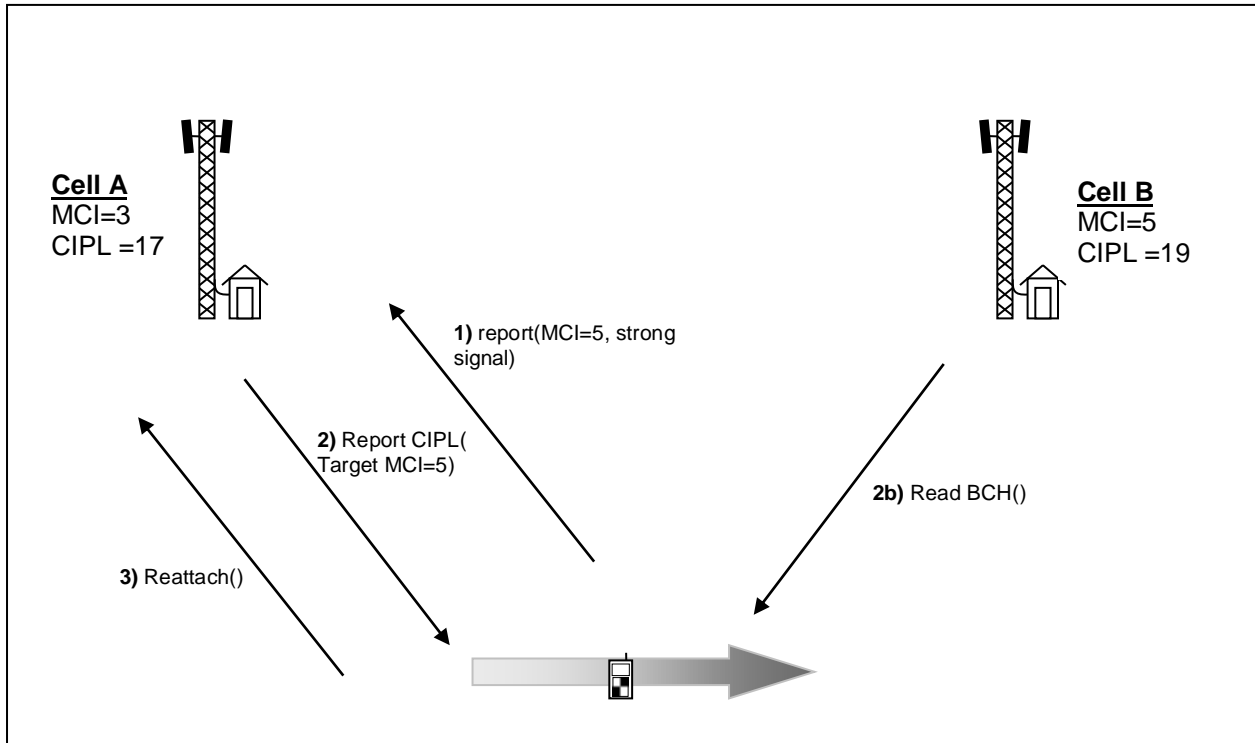 Cell A
MCI=3
CIPL =17
Cell B
MCI=5
CIPL =19
1) report(MCI=5, strong
signal)
2) Report CIPL(
Target MCI=5)
2b) Read BCH()
3) Reattach()